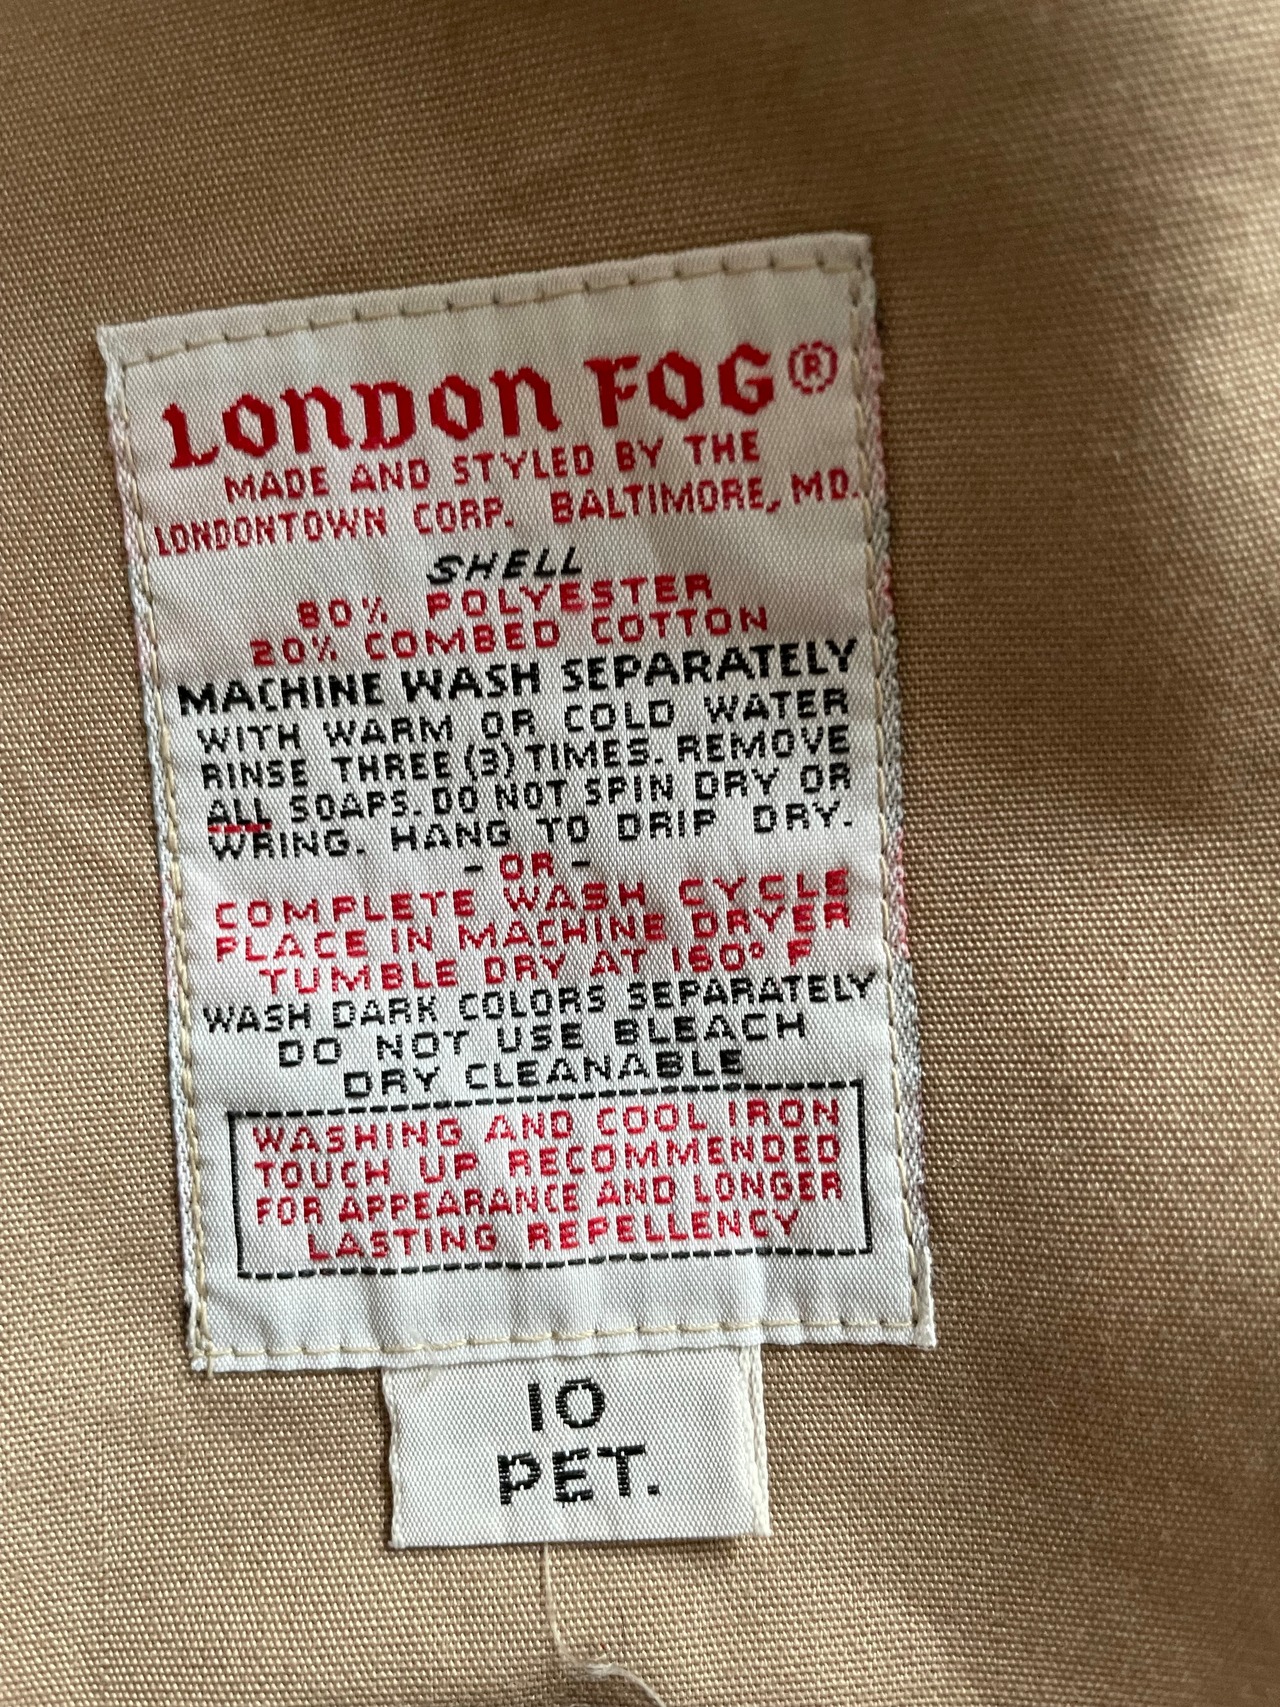 LONDON FOG®
MADE AND STYLED BY THE
LONDONTOWN CORP. BALTIMORE, MD.
SHELL
80% POLYESTER
20% COMBED COTTON
MACHINE WASH SEPARATELY
WITH WARM OR COLD WATER
RINSE THREE (3) TIMES. REMOVE
ALL SOAPS. DO NOT SPIN DRY OR
WRING. HANG TO DRIP DRY.
- OR -
COMPLETE WASH CYCLE
PLACE IN MACHINE DRYER
TUMBLE DRY AT 160° F
WASH DARK COLORS SEPARATELY
DO NOT USE BLEACH
DRY CLEANABLE
WASHING AND COOL IRON
TOUCH UP RECOMMENDED
FOR APPEARANCE AND LONGER
LASTING REPELLENCY
10
PET.